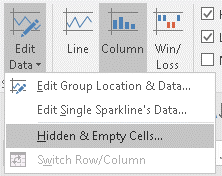 Edit
Data
Line
Column
Win/
Loss
Edit Group Location & Data...
Edit Single Sparkline's Data...
Hidden & Empty Cells...
Switch Row/Column